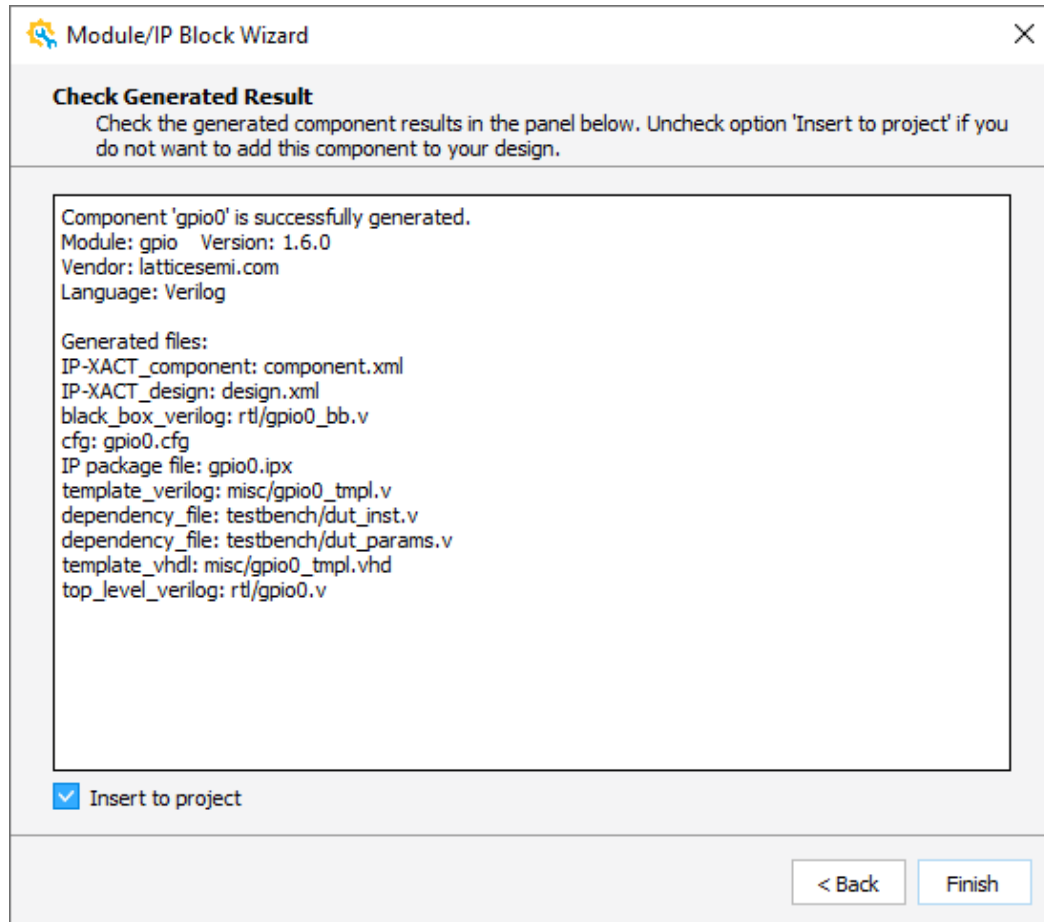 Module/IP Block Wizard
Check Generated Result
Check the generated component results in the panel below. Uncheck option 'Insert to project' if you
do not want to add this component to your design.
Component 'gpio0' is successfully generated.
Module: gpio    Version: 1.6.0
Vendor: latticesemi.com
Language: Verilog
Generated files:
IP-XACT_component: component.xml
IP-XACT_design: design.xml
black_box_verilog: rtl/gpio0_bb.v
cfg: gpio0.cfg
IP package file: gpio0.ipx
template_verilog: misc/gpio0_tmpl.v
dependency_file: testbench/dut_inst.v
dependency_file: testbench/dut_params.v
template_vhdl: misc/gpio0_tmpl.vhd
top_level_verilog: rtl/gpio0.v
Insert to project
< Back
Finish